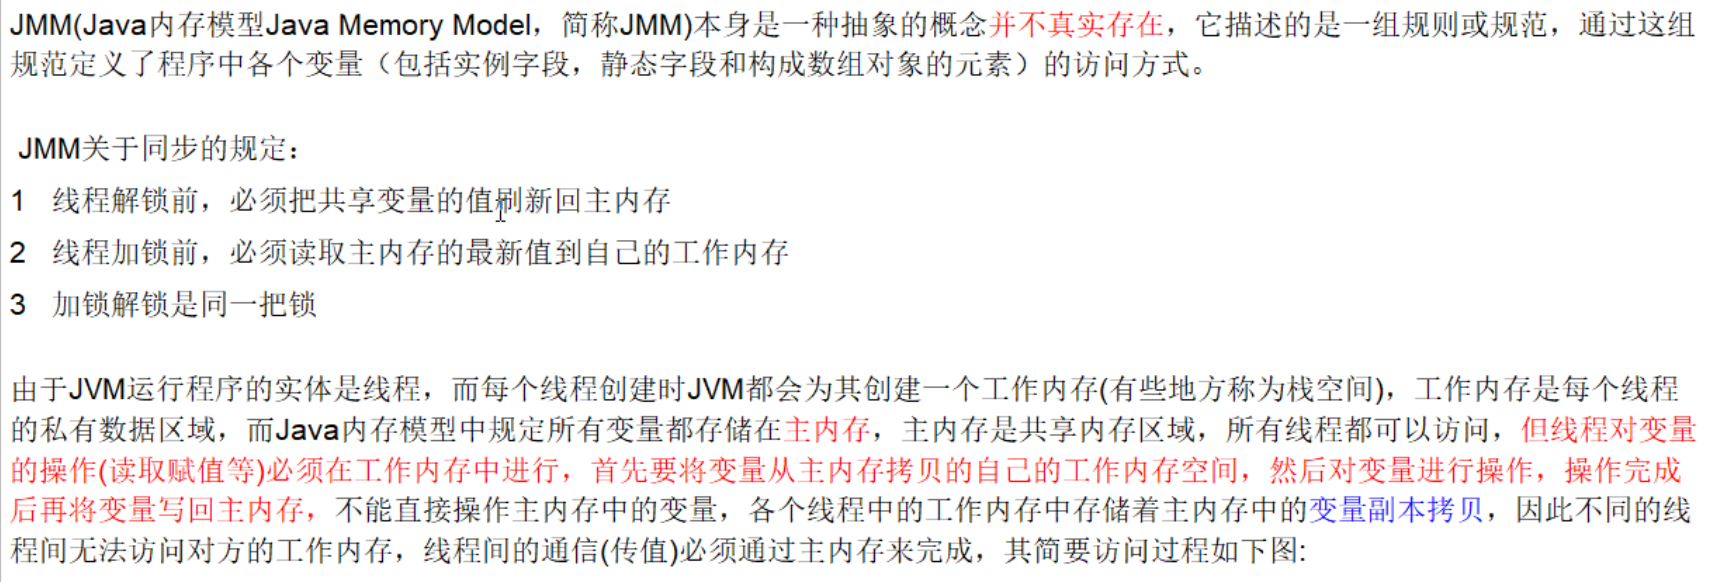 JMM(Java内存模型Java Memory Model，简称JMM)本身是一种抽象的概念并不真实存在，它描述的是一组规则或规范，通过这组
规范定义了程序中各个变量（包括实例字段，静态字段和构成数组对象的元素）的访问方式。
JMM关于同步的规定：
1 线程解锁前，必须把共享变量的值刷新回主内存
2 线程加锁前，必须读取主内存的最新值到自己的工作内存
3 加锁解锁是同一把锁
由于JVM运行程序的实体是线程，而每个线程创建时JVM都会为其创建一个工作内存(有些地方称为栈空间)，工作内存是每个线程
的私有数据区域，而Java内存模型中规定所有变量都存储在主内存，主内存是共享内存区域，所有线程都可以访问，但线程对变量
的操作(读取赋值等)必须在工作内存中进行，首先要将变量从主内存拷贝的自己的工作内存空间，然后对变量进行操作，操作完成
后再将变量写回主内存，不能直接操作主内存中的变量，各个线程中的工作内存中存储着主内存中的变量副本拷贝，因此不同的线
程间无法访问对方的工作内存，线程间的通信(传值)必须通过主内存来完成，其简要访问过程如下图: